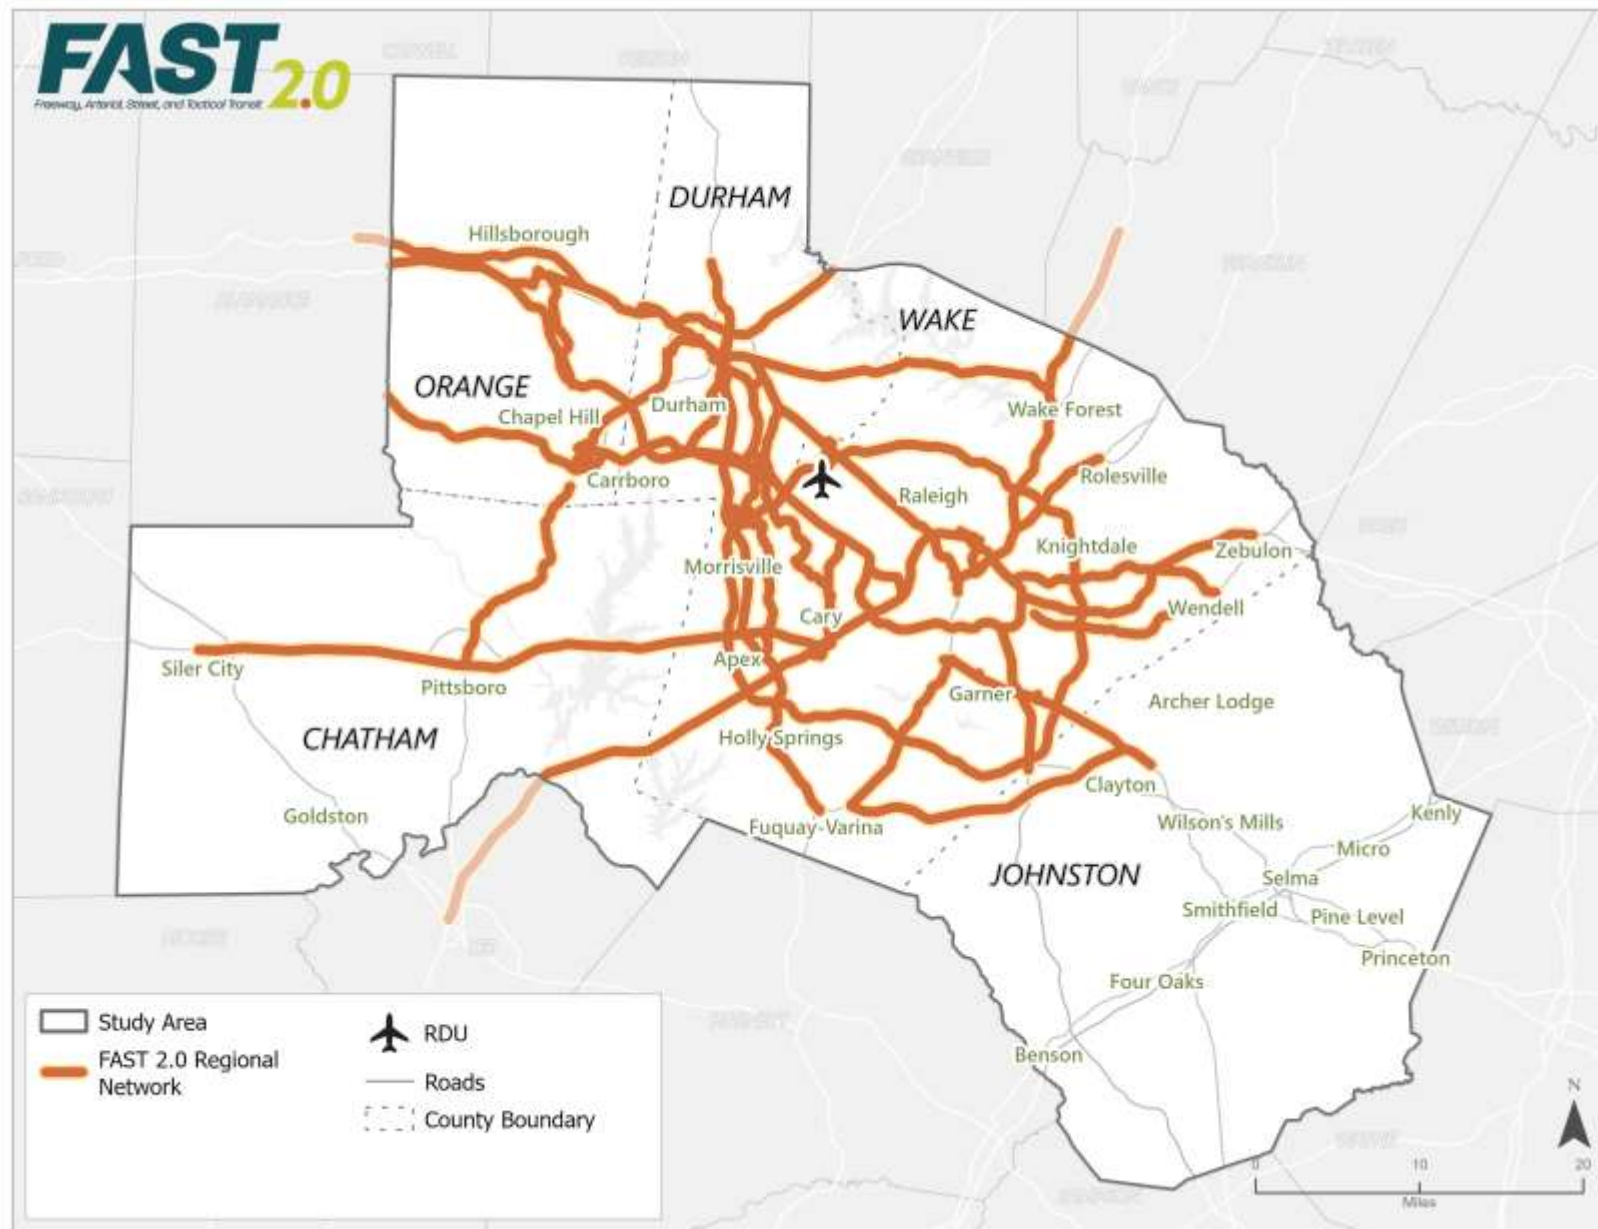 FAST 2.0
Freeway, Arterial, Street, and Tactical Transit
DURHAM
Hillsborough
WAKE
ORANGE
Durham
Chapel Hill
Wake Forest
Carrboro
Rolesville
Raleigh
Knightdale
Zebulon
Morrisville
Cary
Wendell
Siler City
Apex
Pittsboro
Garner
Archer Lodge
CHATHAM
Holly Springs
Clayton
Goldston
Fuquay-Varina
Wilson's Mills
Kenly
Micro
JOHNSTON
Selma
Smithfield
Pine Level
Princeton
Four Oaks
Benson
LEE
Study Area
FAST 2.0 Regional
Network
RDU
Roads
County Boundary
N
0 10 20
Miles